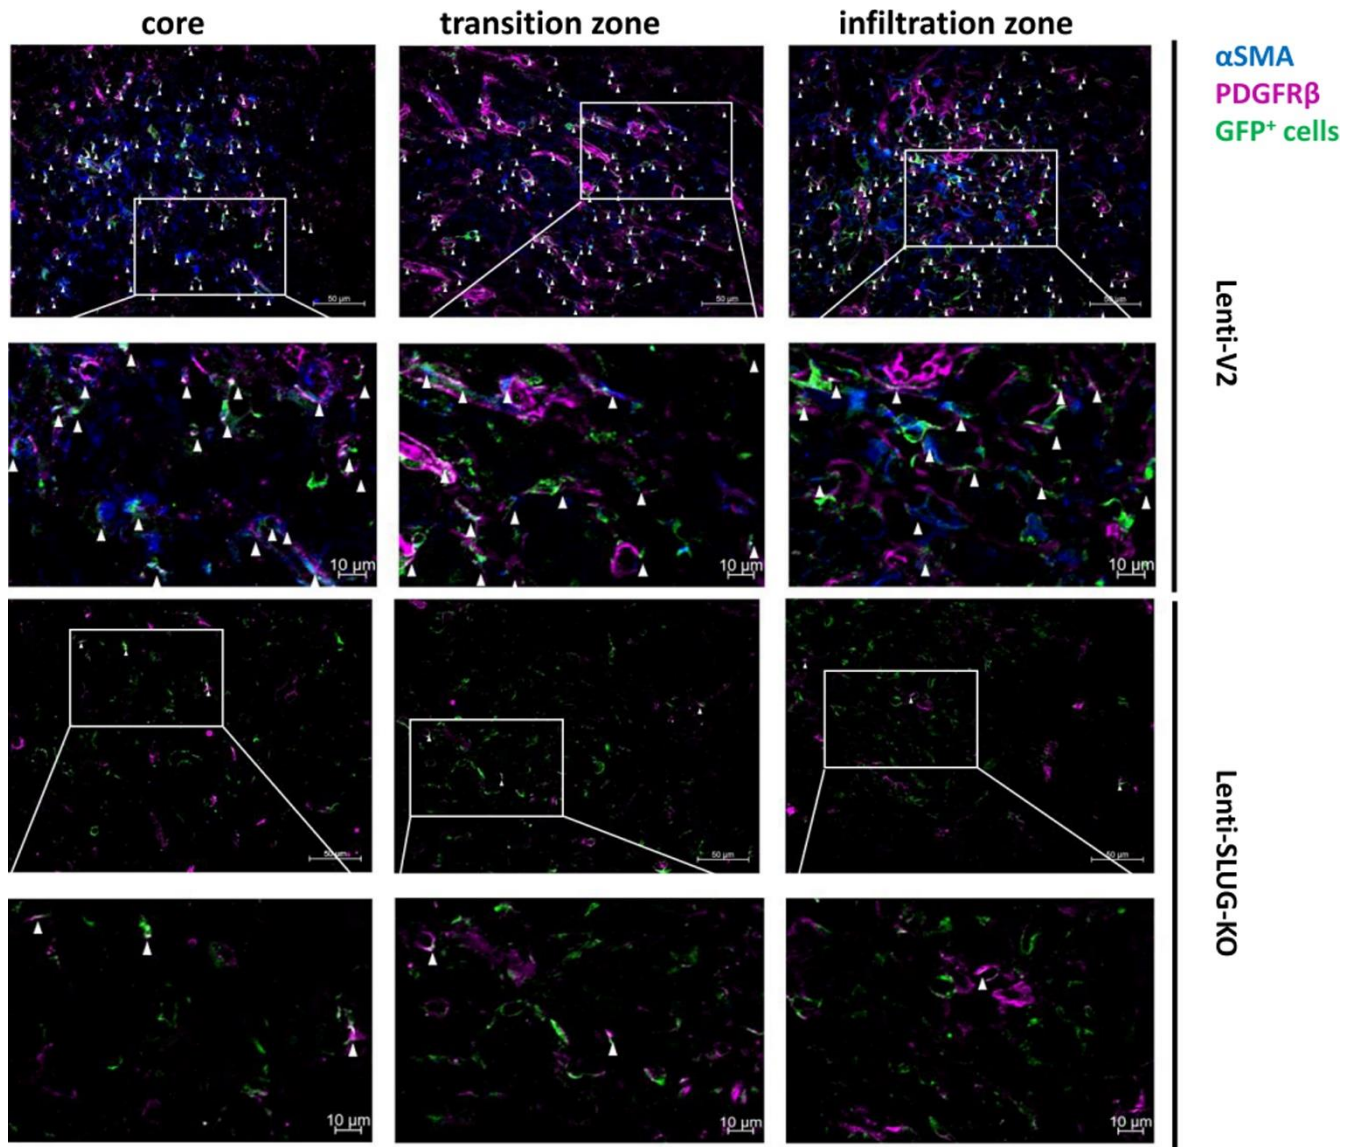 core
transition zone
infiltration zone
αSMA
PDGFRβ
GFP⁺ cells
50 µm
50 µm
50 µm
Lenti-V2
10 µm
10 µm
10 µm
50 µm
50 µm
50 µm
Lenti-SLUG-KO
10 µm
10 µm
10 µm